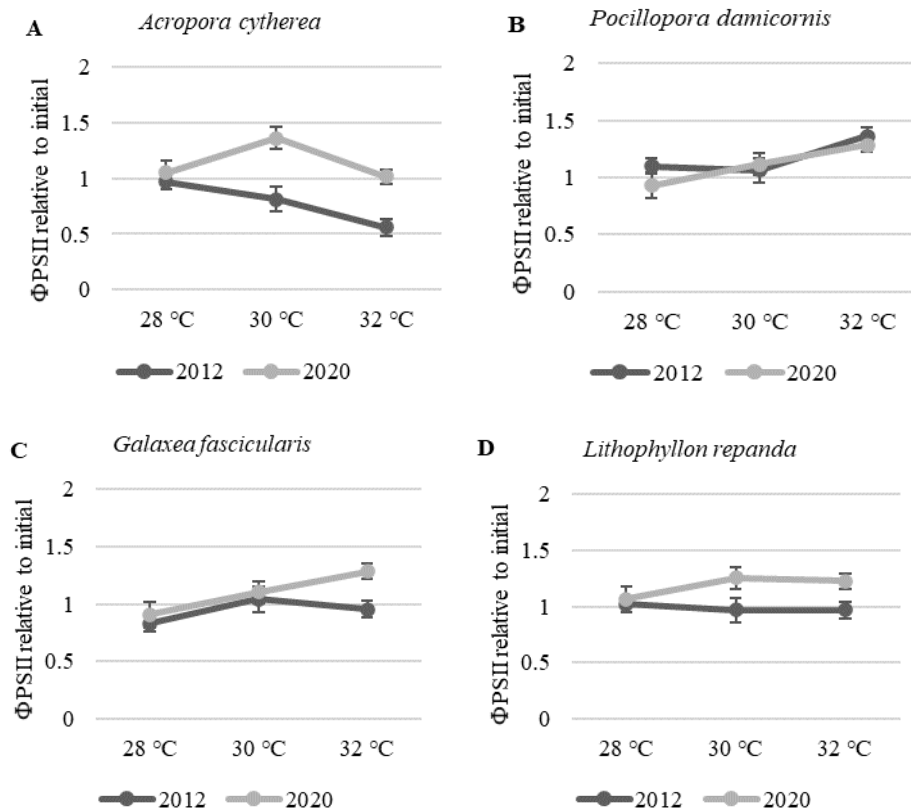 A
Acropora cytherea
ΦPSII relative to initial
2
1.5
1
0.5
0
28 °C
30 °C
32 °C
2012
2020
B
Pocillopora damicornis
ΦPSII relative to initial
2
1.5
1
0.5
0
28 °C
30 °C
32 °C
2012
2020
C
Galaxea fascicularis
ΦPSII relative to initial
2
1.5
1
0.5
0
28 °C
30 °C
32 °C
2012
2020
D
Lithophyllon repanda
ΦPSII relative to initial
2
1.5
1
0.5
0
28 °C
30 °C
32 °C
2012
2020